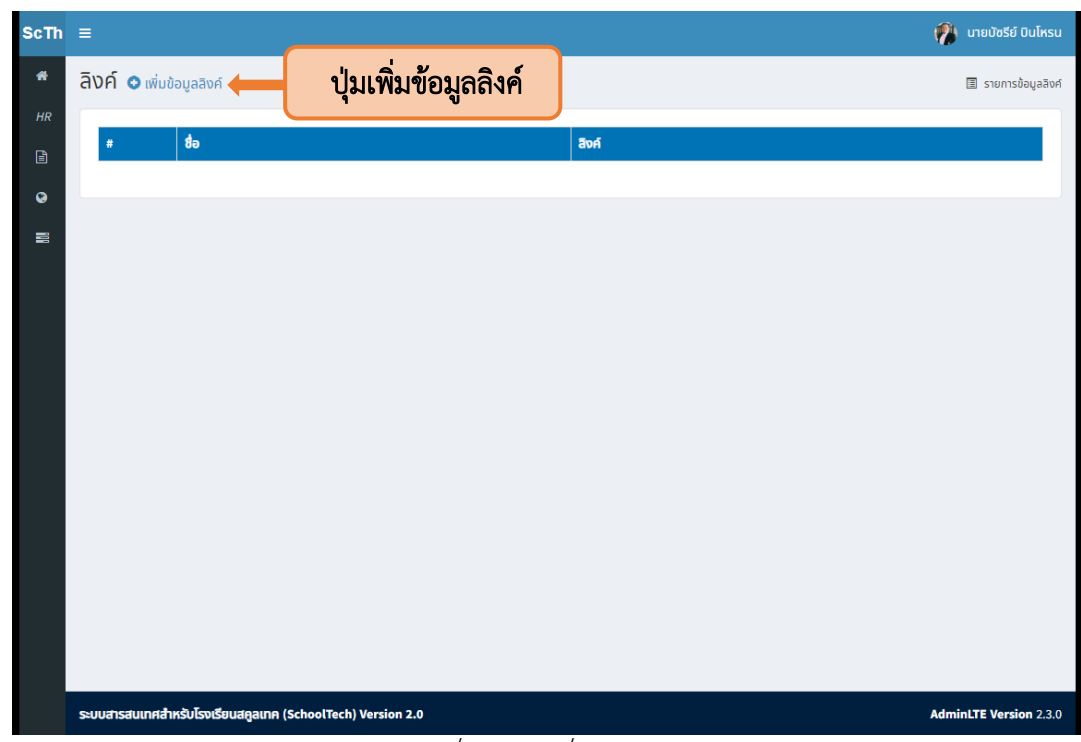 ScTh
นายบัซรีย์ บินโหรน
ลิงค์ เพิ่มข้อมูลลิงค์
ปุ่มเพิ่มข้อมูลลิงค์
รายการข้อมูลลิงค์
HR
# ชื่อ ลิงค์
ระบบสารสนเทศสำหรับโรงเรียนสคูลเทค (SchoolTech) Version 2.0
AdminLTE Version 2.3.0